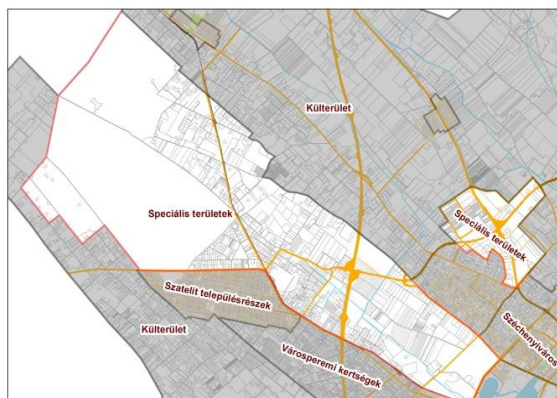 Külterület
Speciális területek
Speciális területek
Szatelit településrészek
Széchenyiváros
Külterület
Városperemi kertségek